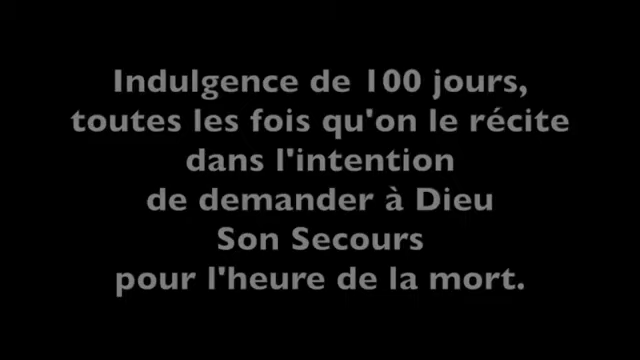 Indulgence de 100 jours,
toutes les fois qu'on le récite
dans l'intention
de demander à Dieu
Son Secours
pour l'heure de la mort.